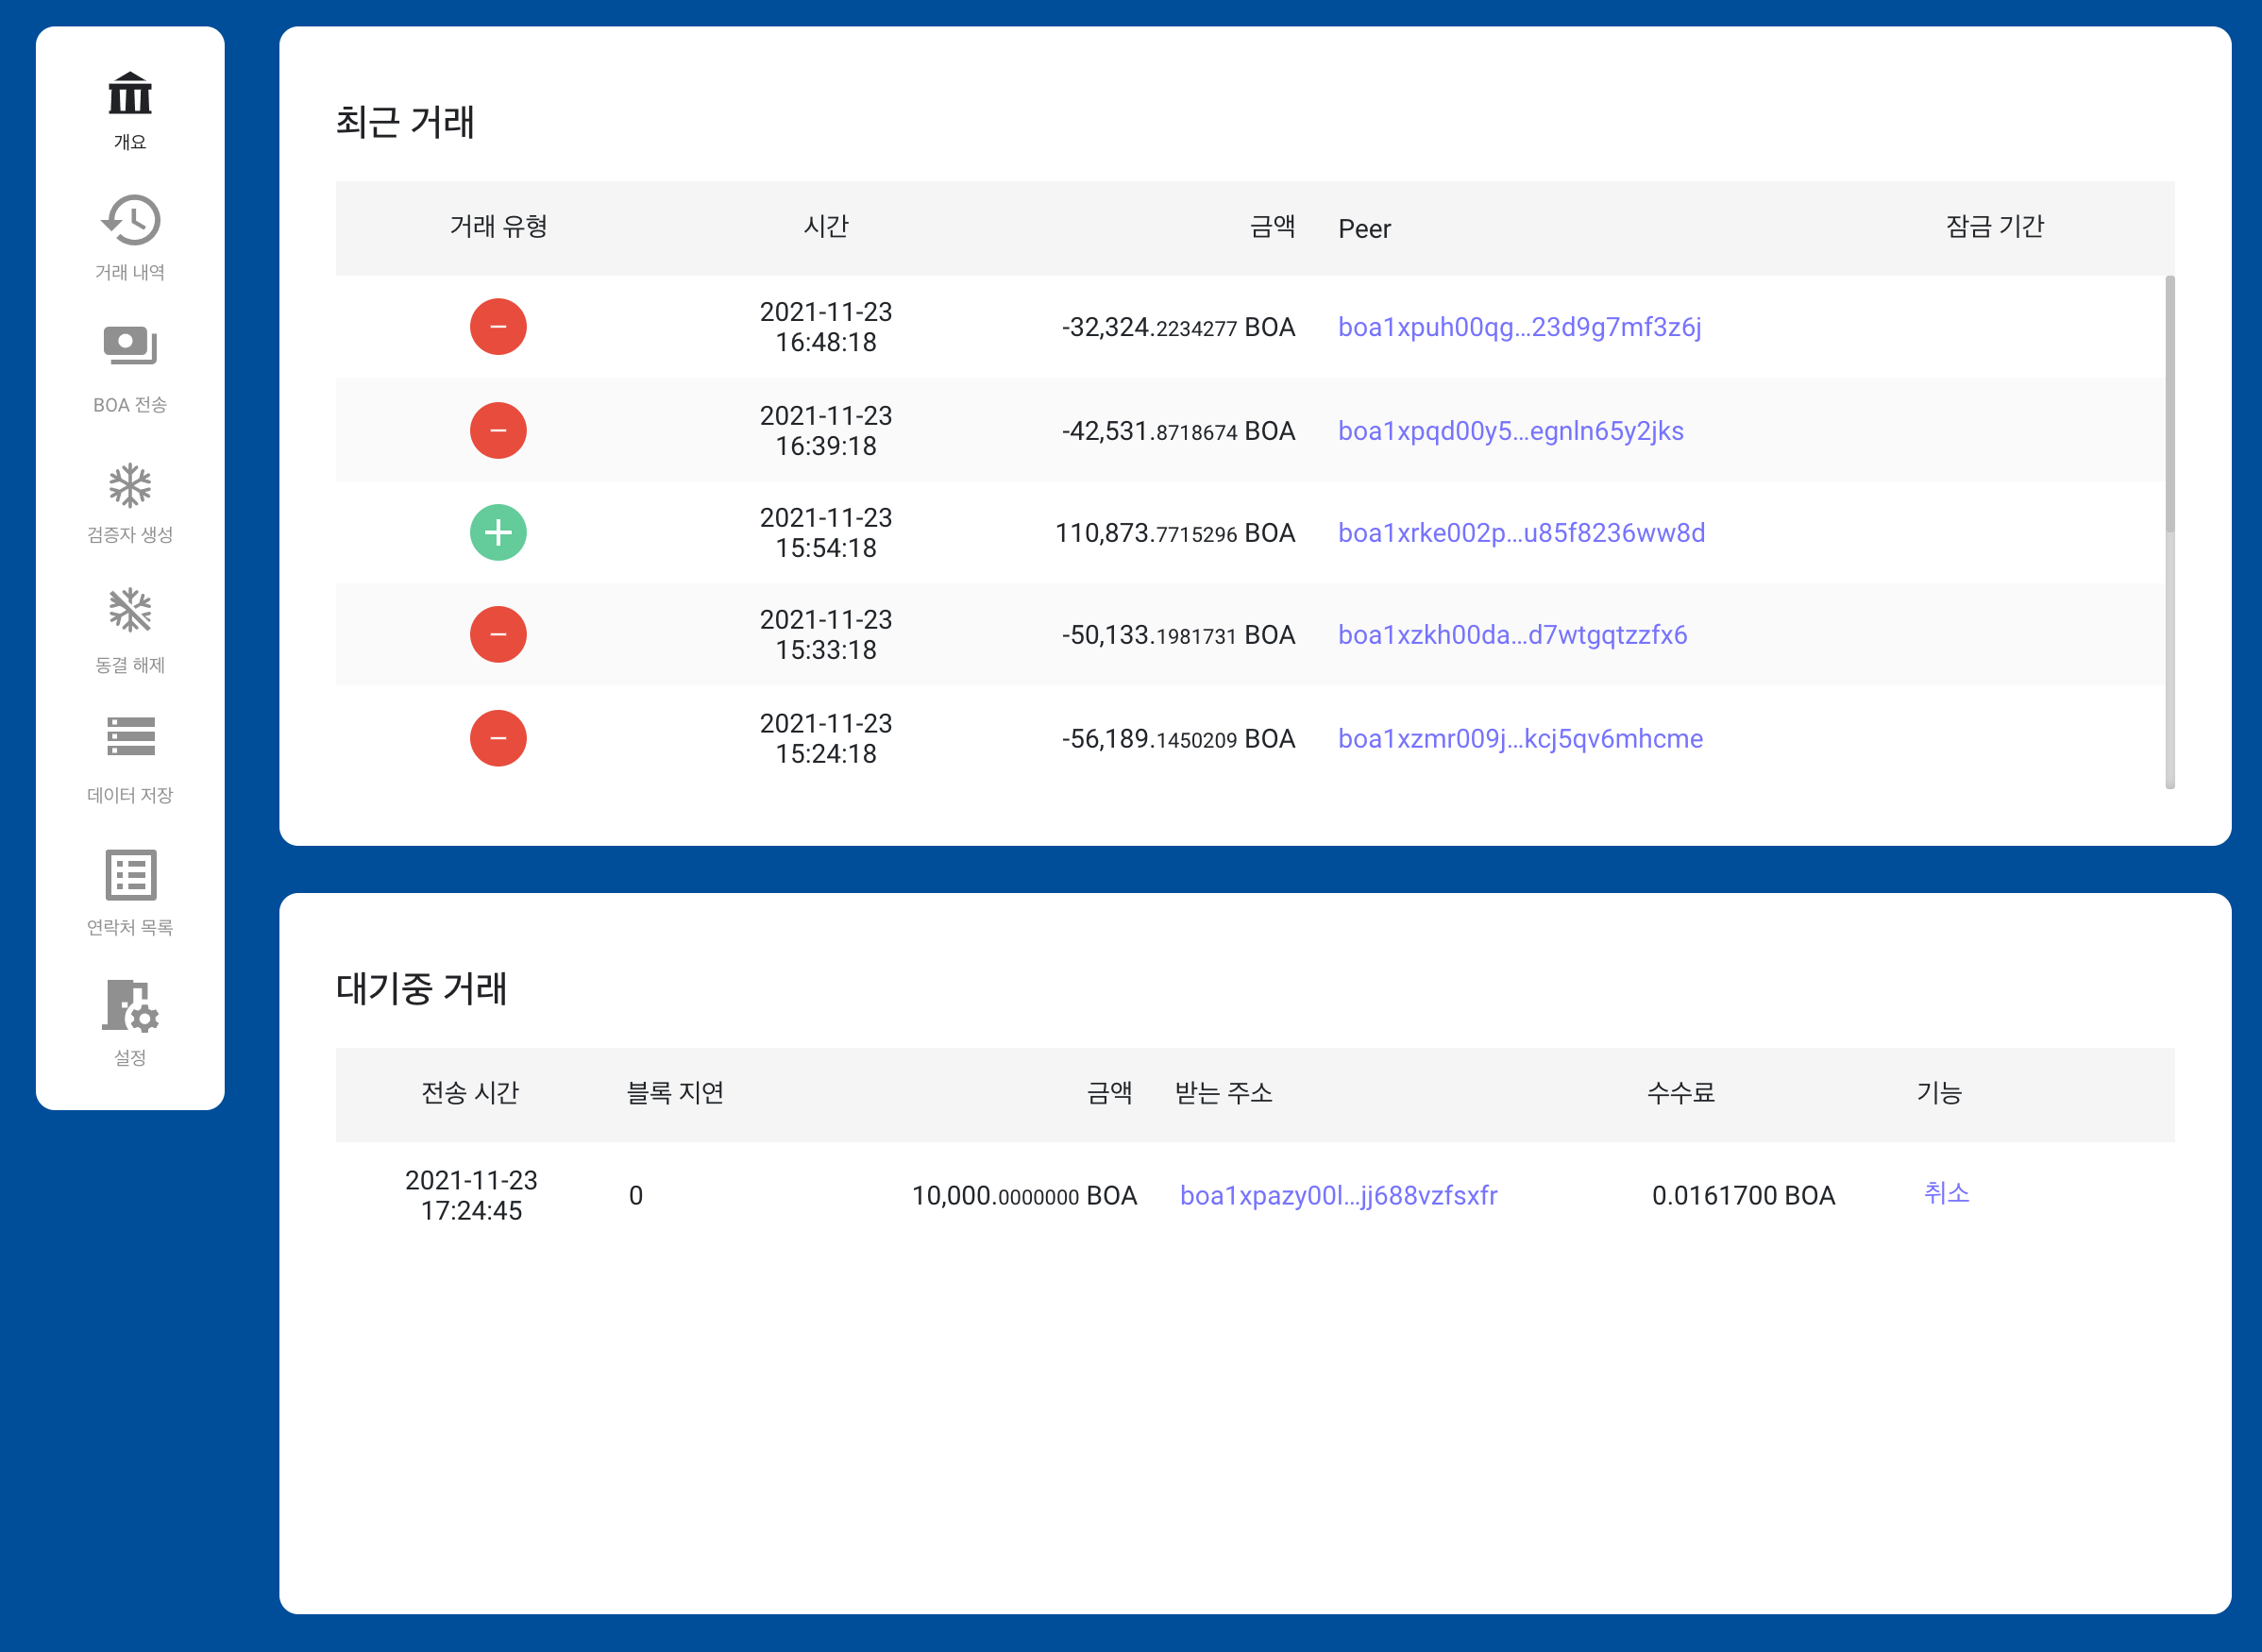 개요
거래 내역
BOA 전송
검증자 생성
동결 해제
데이터 저장
연락처 목록
설정
최근 거래
거래 유형 시간 금액 Peer 잠금 기간
2021-11-23
16:48:18
-32,324.2234277 BOA boa1xpuh00qg...23d9g7mf3z6j
2021-11-23
16:39:18
-42,531.8718674 BOA boa1xpqd00y5...egnln65y2jks
2021-11-23
15:54:18
110,873.7715296 BOA boa1xrke002p...u85f8236ww8d
2021-11-23
15:33:18
-50,133.1981731 BOA boa1xzkh00da...d7wtgqtzzfx6
2021-11-23
15:24:18
-56,189.1450209 BOA boa1xzmr009j...kcj5qv6mhcme
대기중 거래
전송 시간 블록 지연 금액 받는 주소 수수료 기능
2021-11-23
17:24:45
0 10,000.0000000 BOA boa1xpazy00l...jj688vzfsxfr 0.0161700 BOA 취소